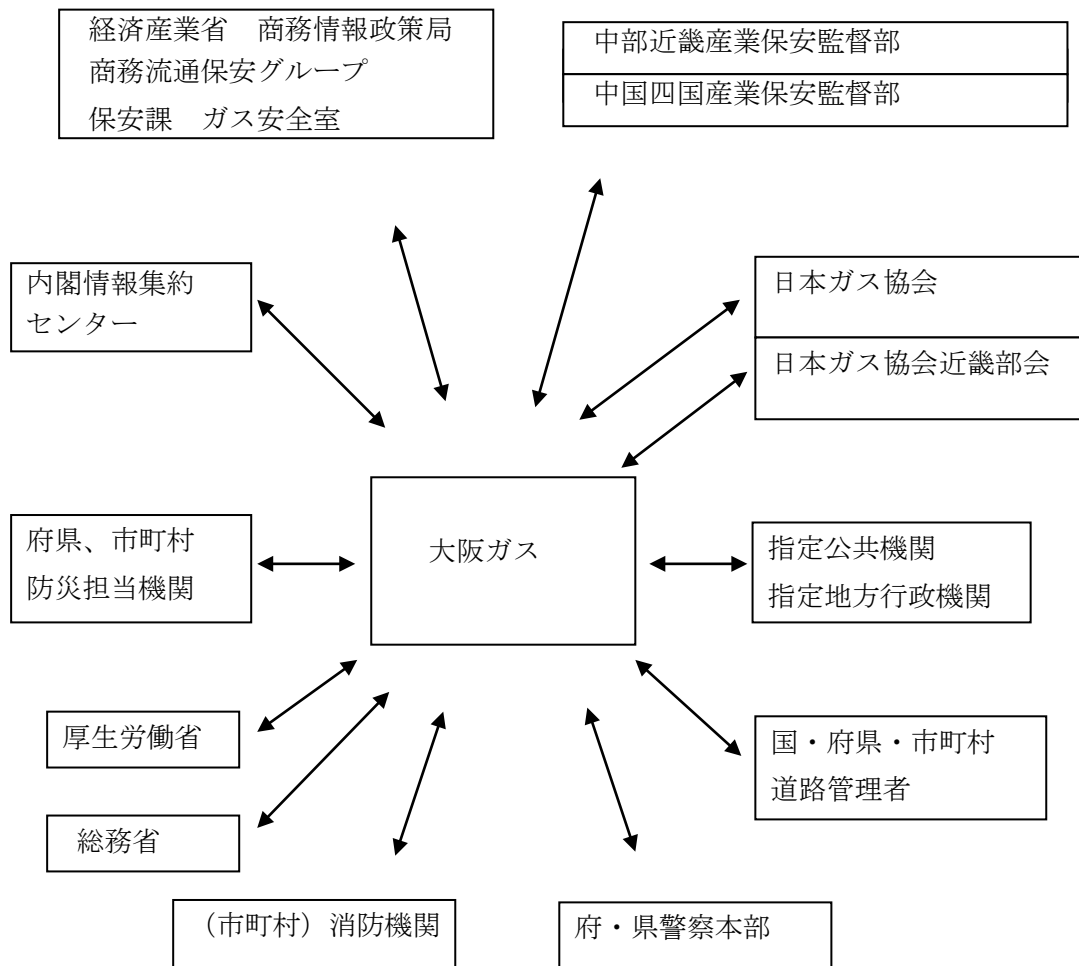 経済産業省　商務情報政策局
商務流通保安グループ
保安課　ガス安全室
中部近畿産業保安監督部
中国四国産業保安監督部
内閣情報集約
センター
日本ガス協会
日本ガス協会近畿部会
府県、市町村
防災担当機関
大阪ガス
指定公共機関
指定地方行政機関
厚生労働省
総務省
国・府県・市町村
道路管理者
（市町村）消防機関
府・県警察本部